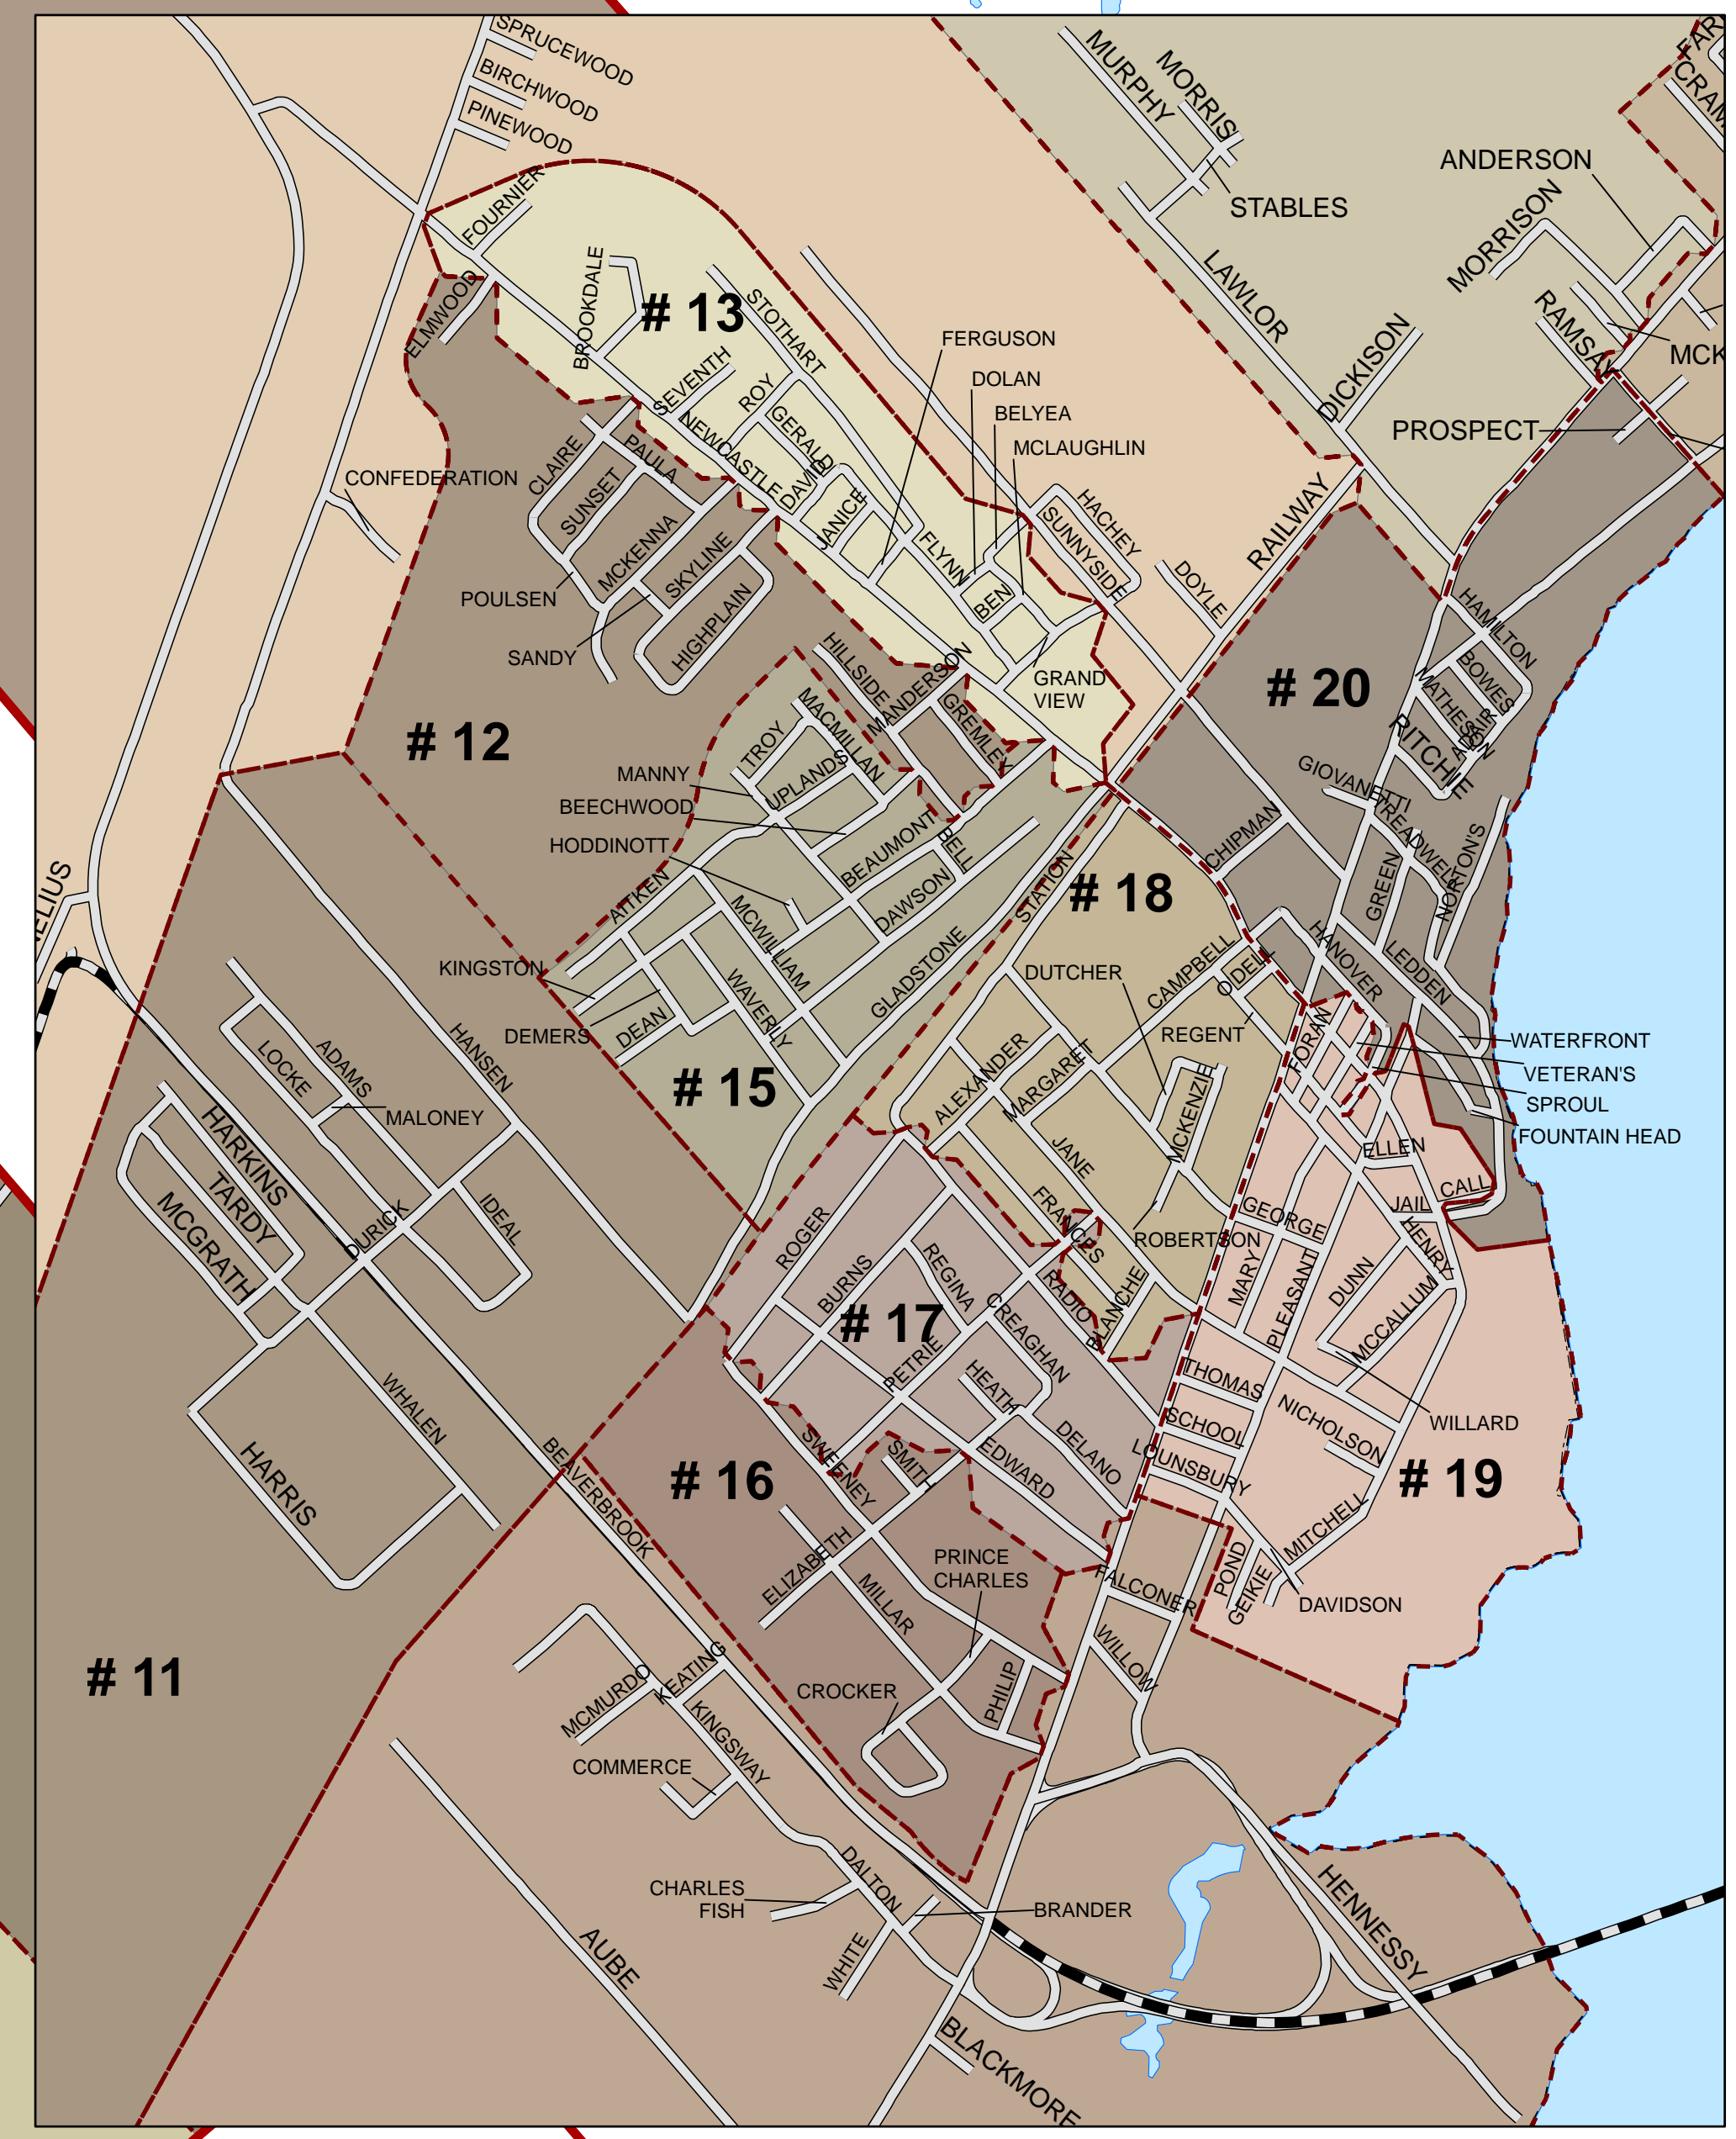 SPRUCEWOOD
BIRCHWOOD
PINEWOOD
MURPHY
MORRIS
STABLES
ANDERSON
MORRISON
LAWLOR
RAMSAY
MCK
DICKISON
PROSPECT
FOURNIER
ELMWOOD
BROOKDALE
# 13
STOTHART
SEVENTH
ROY
GERALD
NEWCASTLE
DAVID
JANICE
FERGUSON
DOLAN
BELYEA
MCLAUGHLIN
HACHEY
SUNNYSIDE
FLYNN
BEN
DOYLE
RAILWAY
GRAND
VIEW
CONFEDERATION
CLAIRE
PAULA
SUNSET
MCKENNA
SKYLINE
POULSEN
SANDY
HIGHPLAIN
# 12
HILLSIDE
MANDERSON
GREMLEY
MACMILLAN
TROY
UPLANDS
MANNY
BEECHWOOD
HODDINOTT
BEAUMONT
BELL
DAWSON
AITKEN
MCWILLIAM
GLADSTONE
KINGSTON
WAVERLY
DEMERS
DEAN
# 15
STATION
# 18
# 20
HAMILTON
BOWES
MATHESON
ADAIR
RITCHIE
GIOVANETTI
TREADWELL
CHIPMAN
GREEN
NORTON'S
HANOVER
LEDDEN
CAMPBELL
ODELL
DUTCHER
REGENT
FORAN
WATERFRONT
VETERAN'S
SPROUL
FOUNTAIN HEAD
ALEXANDER
MARGARET
MCKENZIE
JANE
FRANCES
ROBERTSON
ELLEN
JAIL
CALL
GEORGE
HENRY
MARY
PLEASANT
DUNN
MCCALLUM
BLANCHE
RADIO
HANSEN
ADAMS
LOCKE
MALONEY
HARKINS
TARDY
MCGRATH
DURICK
IDEAL
WHALEN
HARRIS
ROGER
BURNS
REGINA
# 17
CREAGHAN
PETRIE
HEATH
DELANO
EDWARD
THOMAS
SCHOOL
LOUNSBURY
NICHOLSON
WILLARD
# 19
MITCHELL
POND
GEIKIE
DAVIDSON
# 16
SWEENEY
SMITH
BEAVERBROOK
ELIZABETH
MILLAR
PRINCE
CHARLES
PHILIP
CROCKER
FALCONER
WILLOW
# 11
MCMURDO
KEATING
KINGSWAY
COMMERCE
DALTON
CHARLES
FISH
BRANDER
WHITE
AUBE
HENNESSY
BLACKMORE